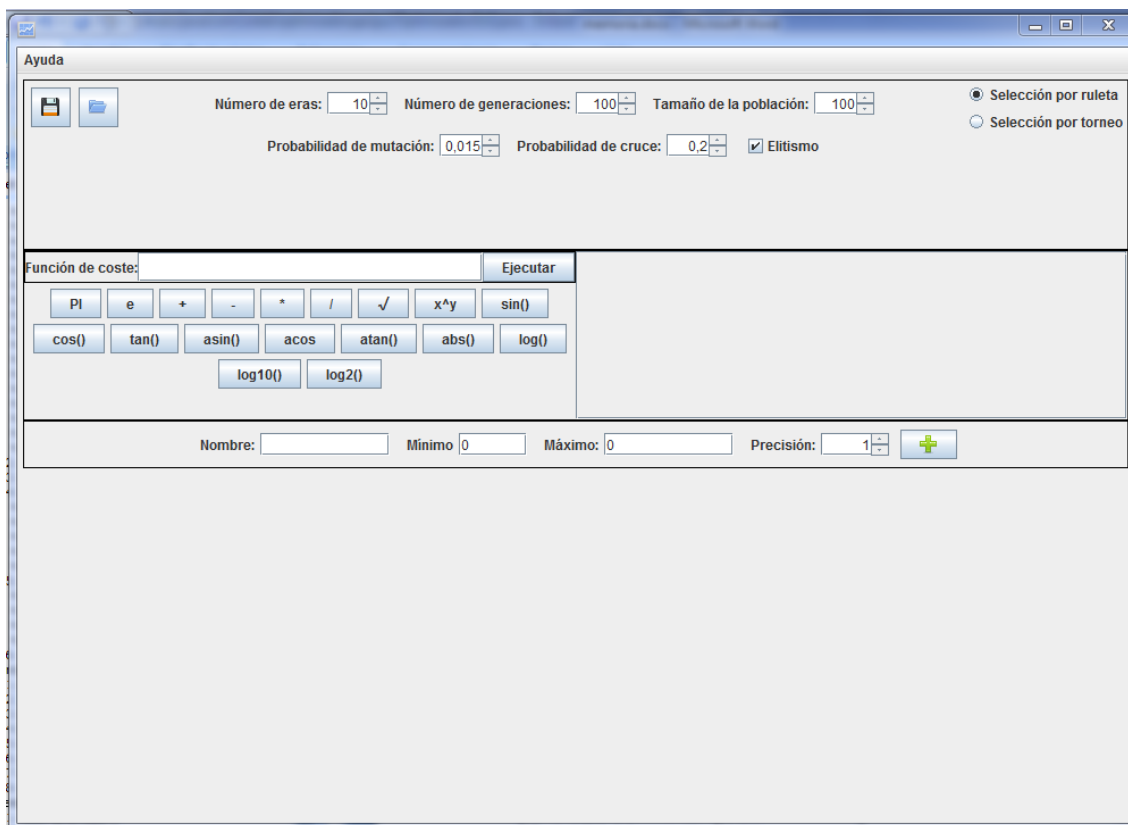 Ayuda
Número de eras: 10 Número de generaciones: 100 Tamaño de la población: 100 Selección por ruleta
Selección por torneo
Probabilidad de mutación: 0,015 Probabilidad de cruce: 0,2 Elitismo
Función de coste: Ejecutar
PI e + - * / √ x^y sin()
cos() tan() asin() acos atan() abs() log()
log10() log2()
Nombre: Mínimo 0 Máximo: 0 Precisión: 1